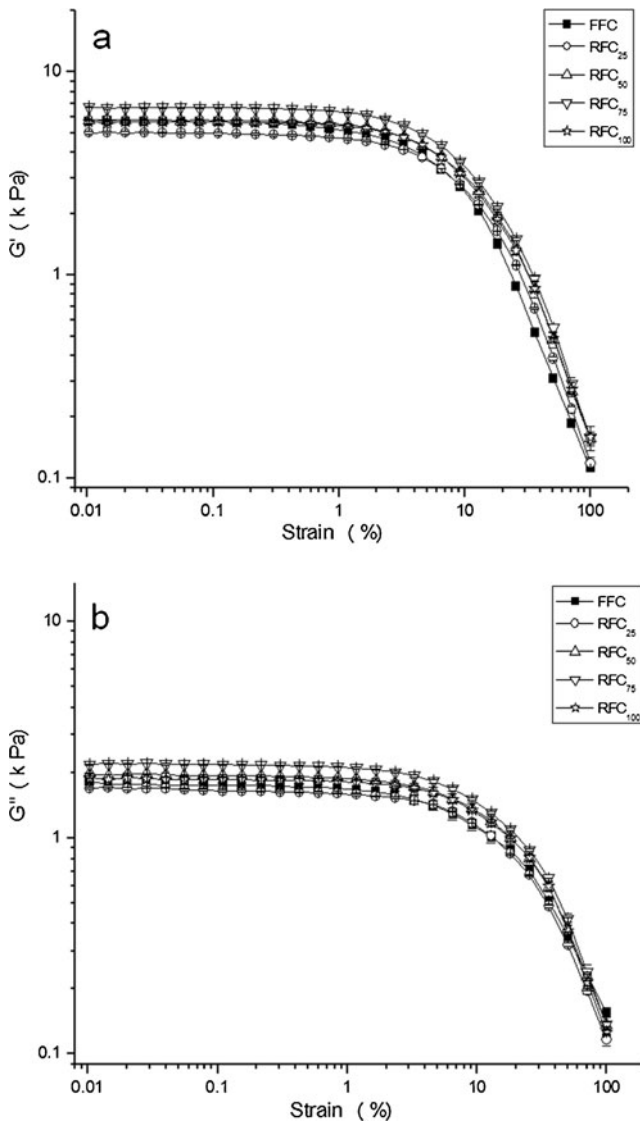 a
FFC
RFC25
RFC50
RFC75
RFC100
10
1
0.1
G' ( k Pa)
0.01 0.1 1 10 100
Strain ( %)
b
FFC
RFC25
RFC50
RFC75
RFC100
10
1
0.1
G'' ( k Pa)
0.01 0.1 1 10 100
Strain ( %)